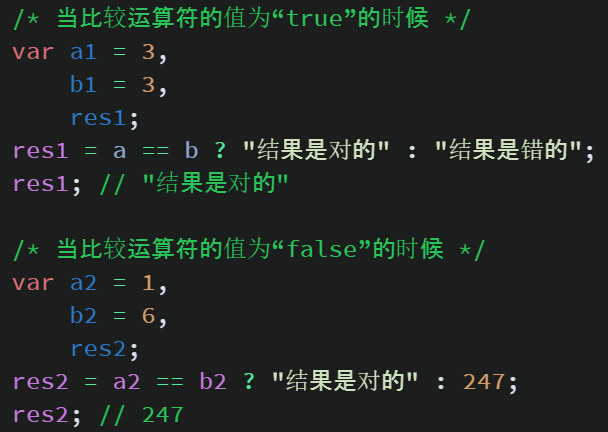 /* 当比较运算符的值为“true”的时候 */
var a1 = 3,
    b1 = 3,
    res1;
res1 = a == b ? "结果是对的" : "结果是错的";
res1; // "结果是对的"

/* 当比较运算符的值为“false”的时候 */
var a2 = 1,
    b2 = 6,
    res2;
res2 = a2 == b2 ? "结果是对的" : 247;
res2; // 247